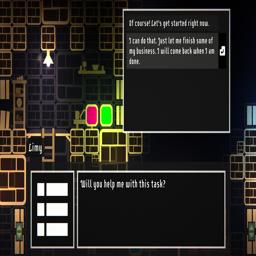 Of course! Let's get started right now.
I can do that. Just let me finish some of
my business. I will come back when I am
done.
Limy
Will you help me with this task?